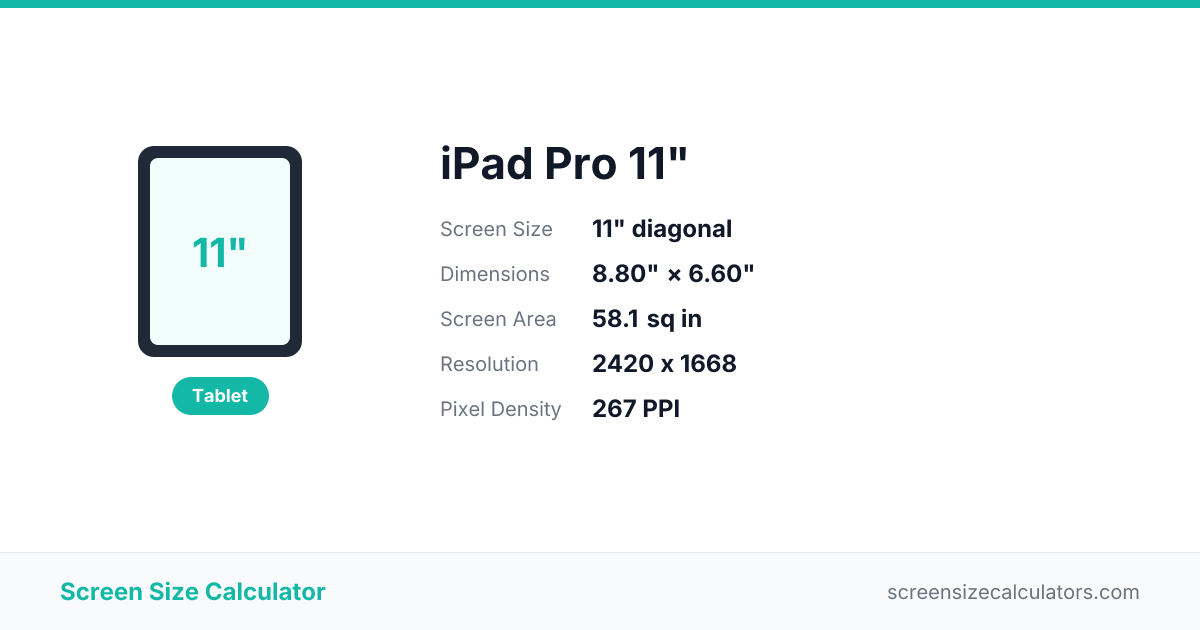 11"
Tablet
iPad Pro 11"
Screen Size 11" diagonal
Dimensions 8.80" × 6.60"
Screen Area 58.1 sq in
Resolution 2420 x 1668
Pixel Density 267 PPI
Screen Size Calculator
screensizecalculators.com